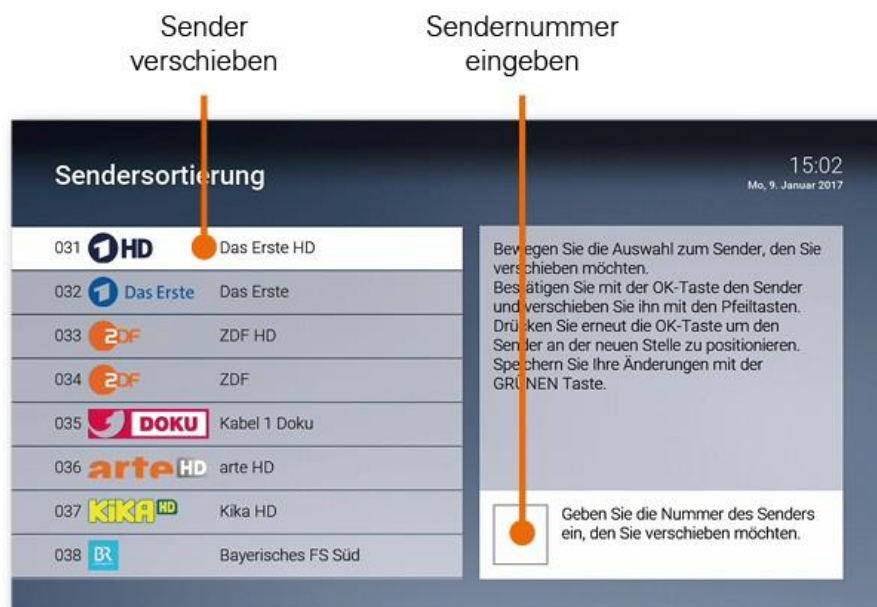 Sender
verschieben
Sendernummer
eingeben
Sendersortierung
15:02
Mo, 9. Januar 2017
031 1 HD Das Erste HD
032 1 Das Erste Das Erste
033 2DF ZDF HD
034 2DF ZDF
035 DOKU Kabel 1 Doku
036 arte HD arte HD
037 KiKA HD Kika HD
038 BR Bayerisches FS Süd
Bewegen Sie die Auswahl zum Sender, den Sie
verschieben möchten.
Bestätigen Sie mit der OK-Taste den Sender
und verschieben Sie ihn mit den Pfeiltasten.
Drücken Sie erneut die OK-Taste um den
Sender an der neuen Stelle zu positionieren.
Speichern Sie Ihre Änderungen mit der
GRÜNEN Taste.
Geben Sie die Nummer des Senders
ein, den Sie verschieben möchten.